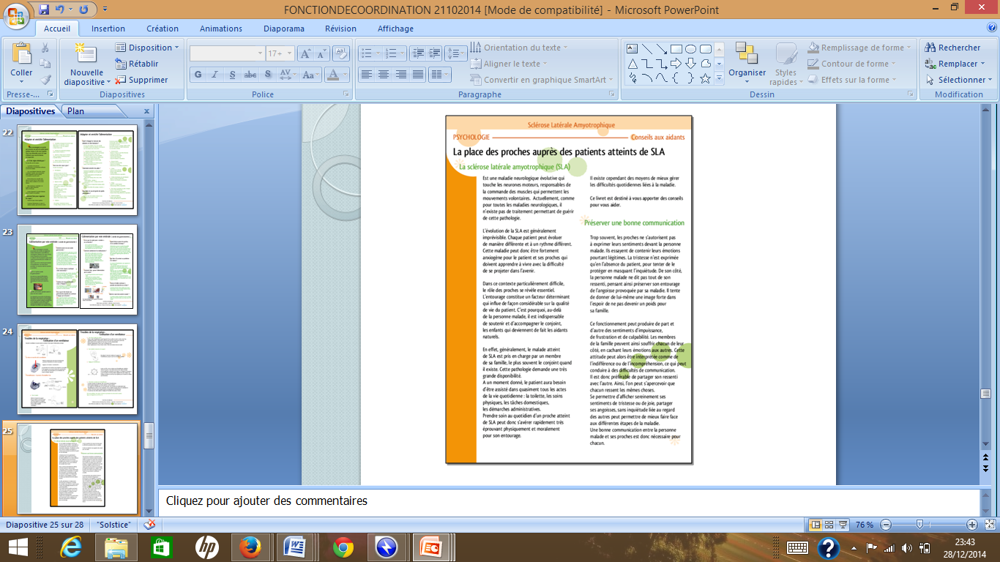 FONCTIONDECOORDINATION 21102014 [Mode de compatibilité] - Microsoft PowerPoint
Accueil Insertion Création Animations Diaporama Révision Affichage
Coller
Presse-...
Nouvelle diapositive
Disposition
Rétablir
Supprimer
Diapositives
17+
G I S abc S AV Aa A
Police
Orientation du texte
Aligner le texte
Convertir en graphique SmartArt
Paragraphe
Organiser
Styles rapides
Remplissage de forme
Contour de forme
Effets sur la forme
Dessin
Rechercher
Remplacer
Sélectionner
Modification
Diapositives Plan x
22
23
24
25
Sclérose Latérale Amyotrophique
PSYCHOLOGIE Conseils aux aidants
La place des proches auprès des patients atteints de SLA
La sclérose latérale amyotrophique (SLA)
Est une maladie neurologique évolutive qui
touche les neurones moteurs, responsables de
la commande des muscles qui permettent les
mouvements volontaires. Actuellement, comme
pour toutes les maladies neurologiques, il
n'existe pas de traitement permettant de guérir
de cette pathologie.
L'évolution de la SLA est généralement
imprévisible. Chaque patient peut évoluer
de manière différente et à un rythme différent.
Cette maladie peut donc être fortement
anxiogène pour le patient et ses proches qui
doivent apprendre à vivre avec la difficulté
de se projeter dans l'avenir.
Dans ce contexte particulièrement difficile,
le rôle des proches se révèle essentiel.
L'entourage constitue un facteur déterminant
qui influe de façon considérable sur la qualité
de vie du patient. C'est pourquoi, au-delà
de la personne malade, il est indispensable
de soutenir et d'accompagner le conjoint,
les enfants qui deviennent de fait les aidants
naturels.
En effet, généralement, le malade atteint
de SLA est pris en charge par un membre
de sa famille, le plus souvent le conjoint quand
il existe. Cette pathologie demande une très
grande disponibilité.
A un moment donné, le patient aura besoin
d'être assisté dans quasiment tous les actes
de la vie quotidienne : la toilette, les soins
physiques, les tâches domestiques,
les démarches administratives.
Prendre soin au quotidien d'un proche atteint
de SLA peut donc s'avérer rapidement très
éprouvant physiquement et moralement
pour son entourage.
Il existe cependant des moyens de mieux gérer
les difficultés quotidiennes liées à la maladie.
Ce livret est destiné à vous apporter des conseils
pour vous aider.
Préserver une bonne communication
Trop souvent, les proches ne s'autorisent pas
à exprimer leurs sentiments devant la personne
malade. Ils essayent de contenir leurs émotions
pourtant légitimes. La tristesse n'est exprimée
qu'en l'absence du patient, pour tenter de le
protéger en masquant l'inquiétude. De son côté,
la personne malade ne dit pas tout de son
ressenti, pensant ainsi préserver son entourage
de l'angoisse provoquée par sa maladie. Il tente
de donner de lui-même une image forte dans
l'espoir de ne pas devenir un poids pour
sa famille.
Ce fonctionnement peut produire de part et
d'autre des sentiments d'impuissance,
de frustration et de culpabilité. Les membres
de la famille peuvent ainsi souffrir chacun de leur
côté, en cachant leurs émotions aux autres. Cette
attitude peut alors être interprétée comme de
l'indifférence ou de l'incompréhension, ce qui peut
conduire à des difficultés de communication.
Il est donc préférable de partager son ressenti
avec l'autre. Ainsi, l'on peut s'apercevoir que
chacun ressent les mêmes choses.
Se permettre d'afficher sereinement ses
sentiments de tristesse ou de joie, partager
ses angoisses, sans inquiétude liée au regard
des autres peut permettre de mieux faire face
aux différentes étapes de la maladie.
Une bonne communication entre la personne
malade et ses proches est donc nécessaire pour
chacun.
Cliquez pour ajouter des commentaires
Diapositive 25 sur 28 "Solstice" 76 %
23:43
28/12/2014